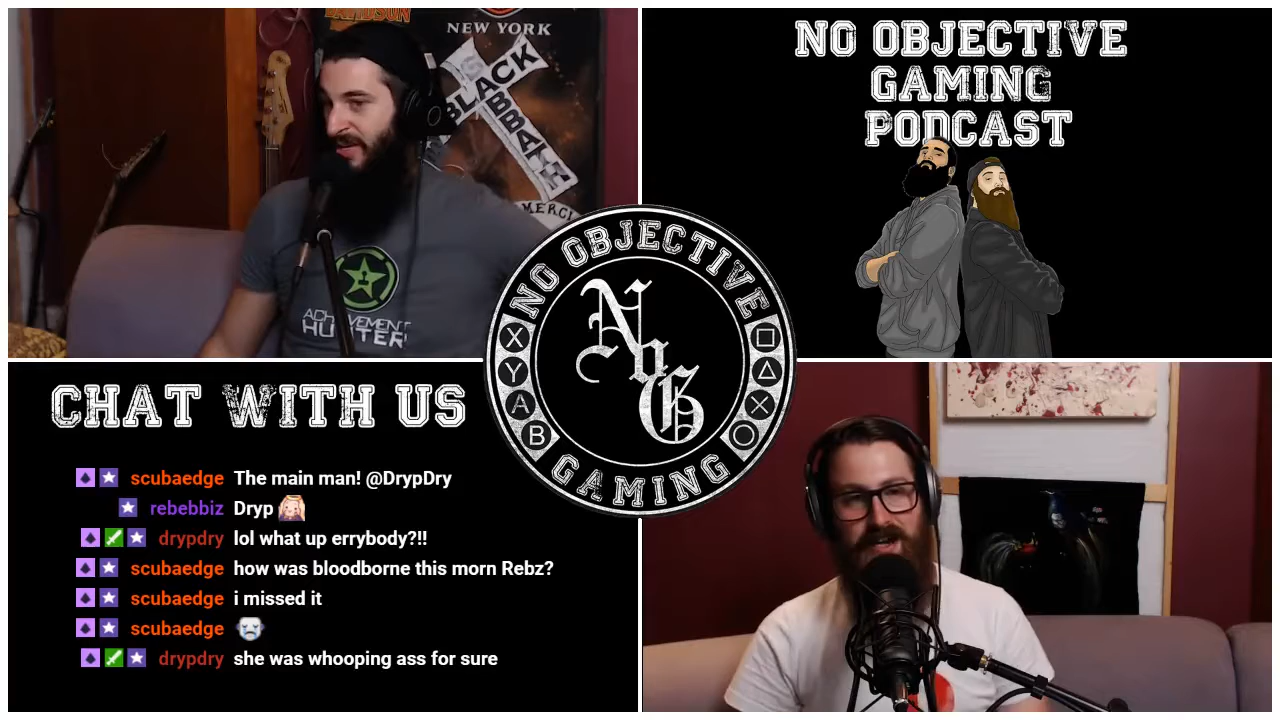 DAVIDSON
NEW YORK
BLACK
SABBATH
ACHIEVEMENT
HUNTER
NO OBJECTIVE
GAMING
PODCAST
NO OBJECTIVE
X
Y
A
B
NoG
GAMING
CHAT WITH US
scubaedge The main man! @DrypDry
rebebbiz Dryp
drypdry lol what up errybody?!!
scubaedge how was bloodborne this morn Rebz?
scubaedge i missed it
scubaedge
drypdry she was whooping ass for sure